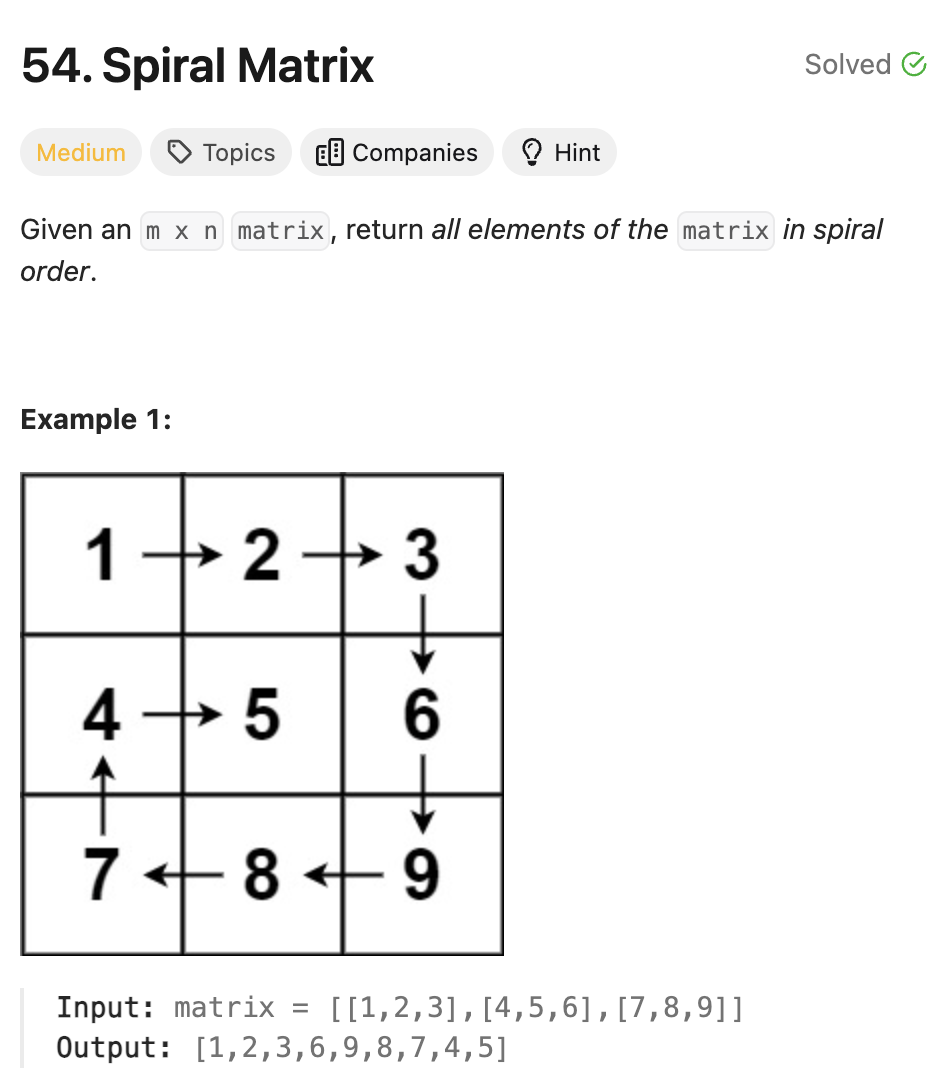 54. Spiral Matrix Solved
Medium Topics Companies Hint
Given an m x n matrix, return all elements of the matrix in spiral
order.
Example 1:
1 2 3
4 5 6
7 8 9
Input: matrix = [[1,2,3],[4,5,6],[7,8,9]]
Output: [1,2,3,6,9,8,7,4,5]